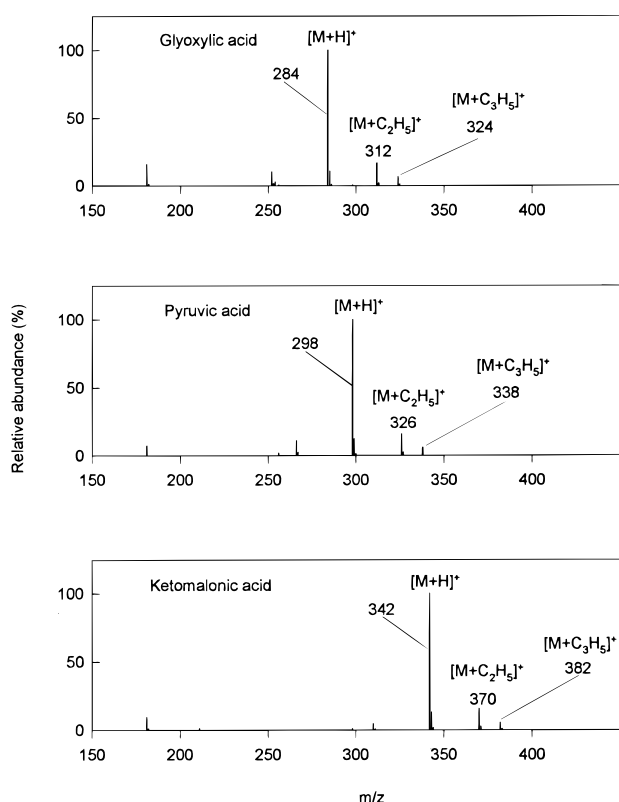 Glyoxylic acid
[M+H]⁺
284
[M+C₂H₅]⁺
312
[M+C₃H₅]⁺
324
100
50
0
150 200 250 300 350 400
Pyruvic acid
[M+H]⁺
298
[M+C₂H₅]⁺
326
[M+C₃H₅]⁺
338
100
50
0
150 200 250 300 350 400
Relative abundance (%)
Ketomalonic acid
[M+H]⁺
342
[M+C₂H₅]⁺
370
[M+C₃H₅]⁺
382
100
50
0
150 200 250 300 350 400
m/z